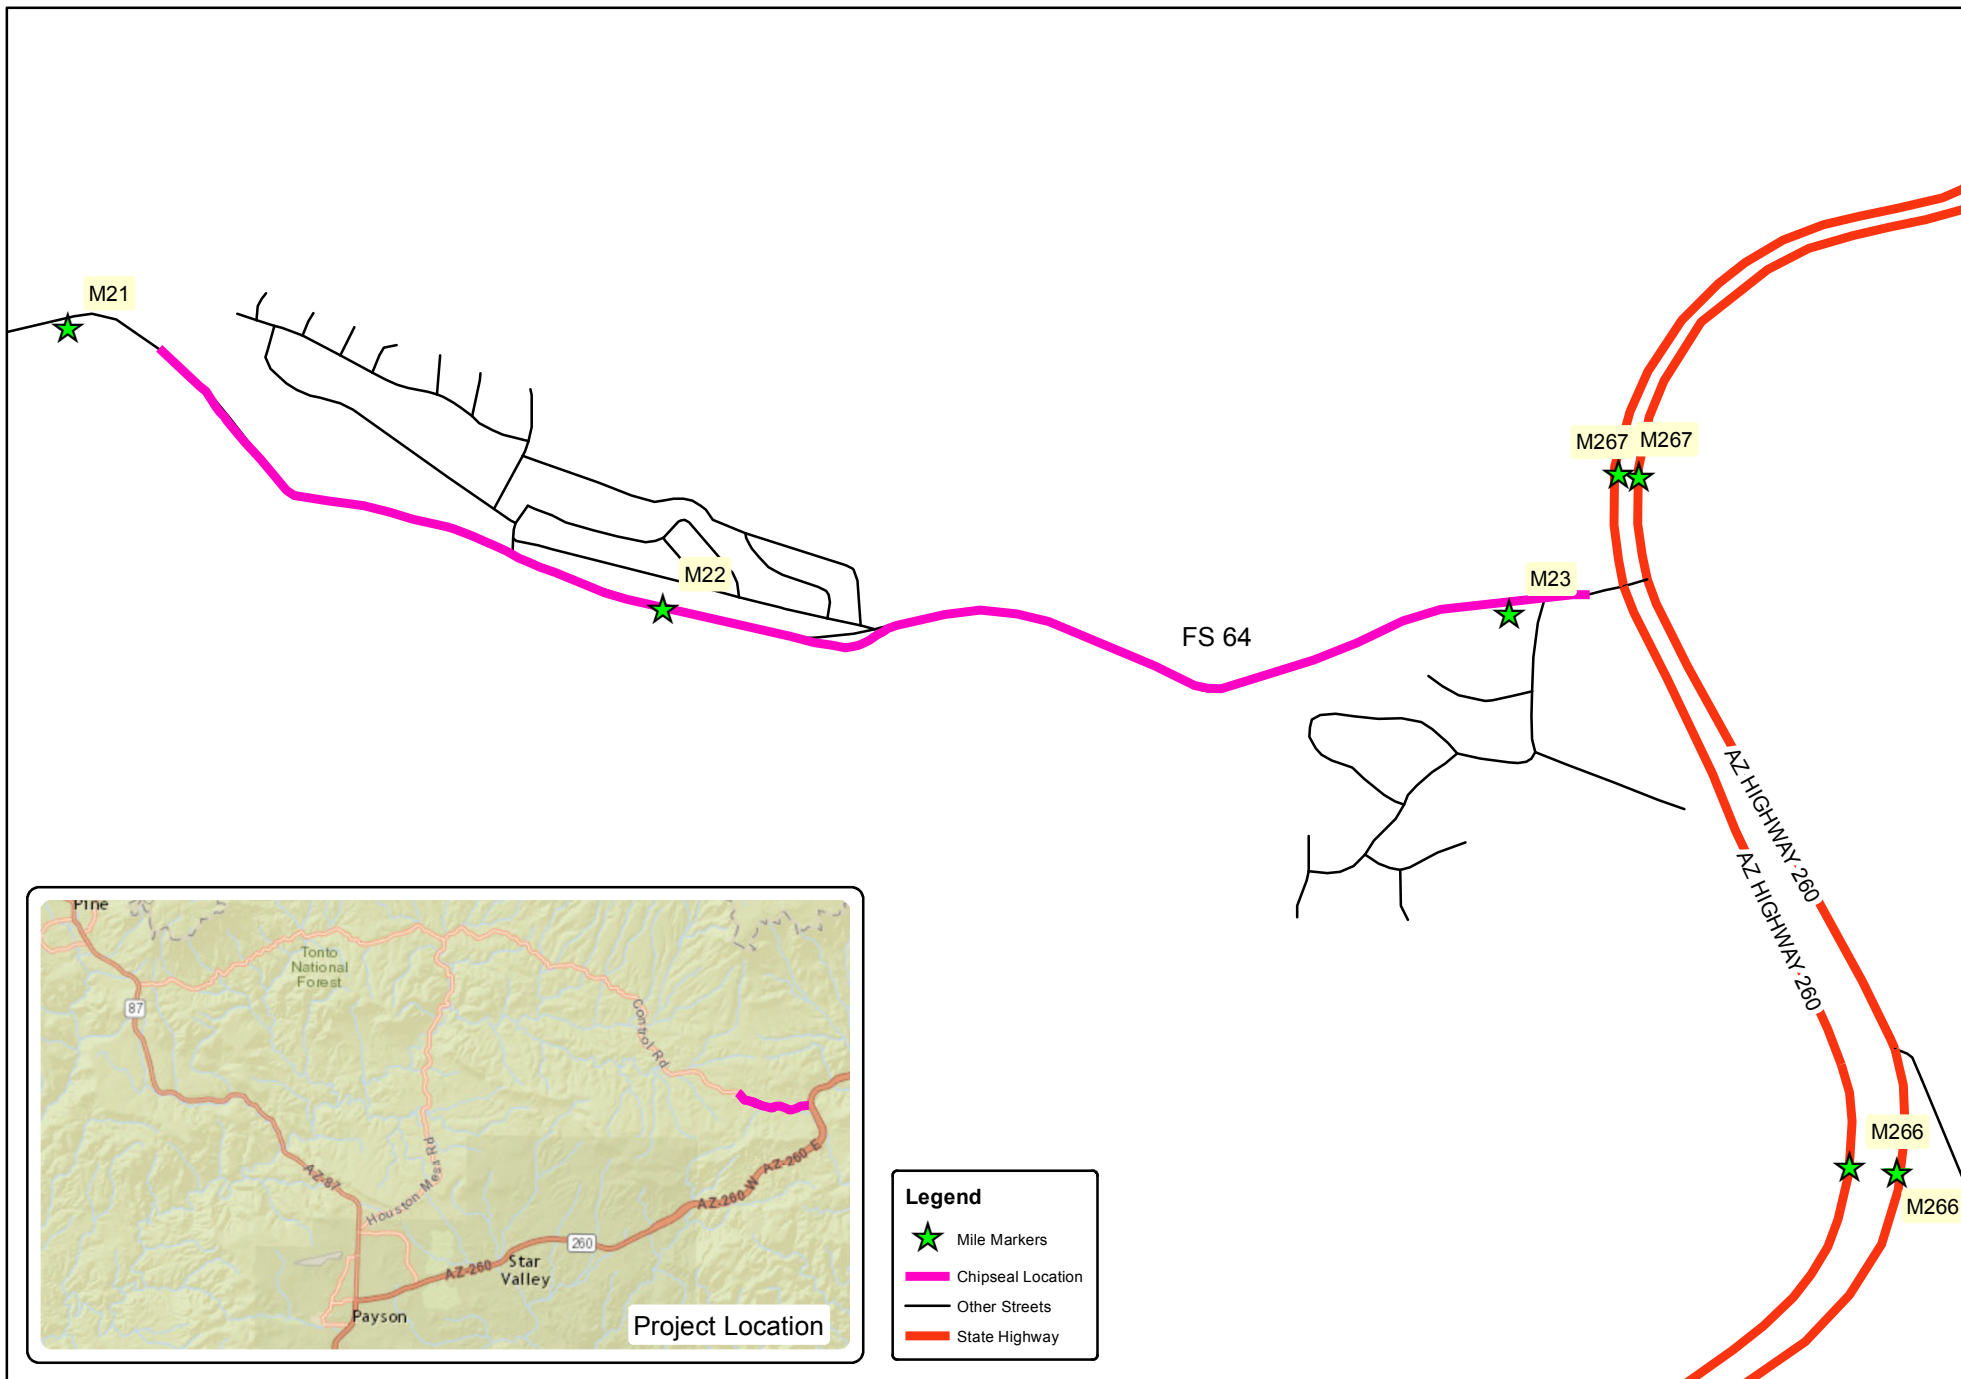 M21
M267
M267
M22
M23
FS 64
AZ HIGHWAY 260
AZ HIGHWAY 260
M266
M266
Pine
Tonto
National
Forest
87
Control Rd
AZ-87
Houston Mesa Rd
AZ-260 W
AZ-260 E
260
AZ-260
Star
Valley
Payson
Project Location
Legend
Mile Markers
Chipseal Location
Other Streets
State Highway